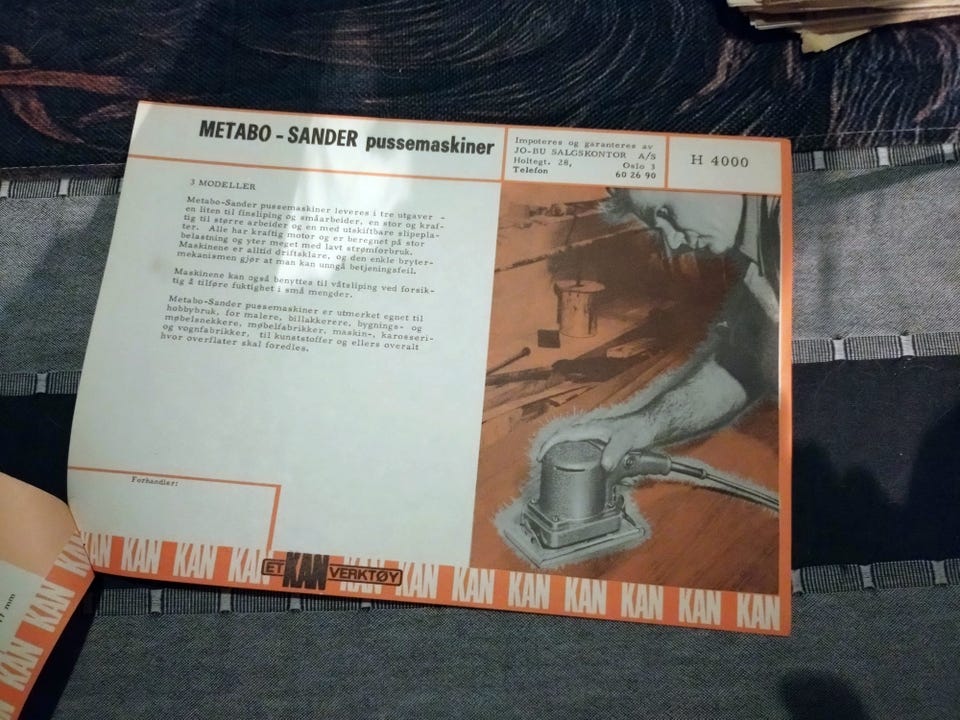 METABO - SANDER pussemaskiner
Impoteres og garanteres av
JO-BU SALGSKONTOR A/S
Holtegt. 28, Oslo 3
Telefon 60 26 90
H 4000
3 MODELLER
Metabo-Sander pussemaskiner leveres i tre utgaver -
en liten til finsliping og småarbeider, en stor og kraf-
tig til større arbeider og en med utskiftbare slipepla-
ter. Alle har kraftig motor og er beregnet på stor
belastning og yter meget med lavt strømforbruk.
Maskinene er alltid driftsklare, og den enkle bryter-
mekanismen gjør at man kan unngå betjeningsfeil.
Maskinene kan også benyttes til våtsliping ved forsik-
tig å tilføre fuktighet i små mengder.
Metabo-Sander pussemaskiner er utmerket egnet til
hobbybruk, for malere, billakkerere, bygnings- og
møbelsnekkere, møbelfabrikker, maskin-, karosseri-
og vognfabrikker, til kunststoffer og ellers overalt
hvor overflater skal foredles.
Forhandler:
KAN KAN KAN KAN ET KAN VERKTØY KAN KAN KAN KAN KAN KAN KAN
mm
KAN KAN KAN